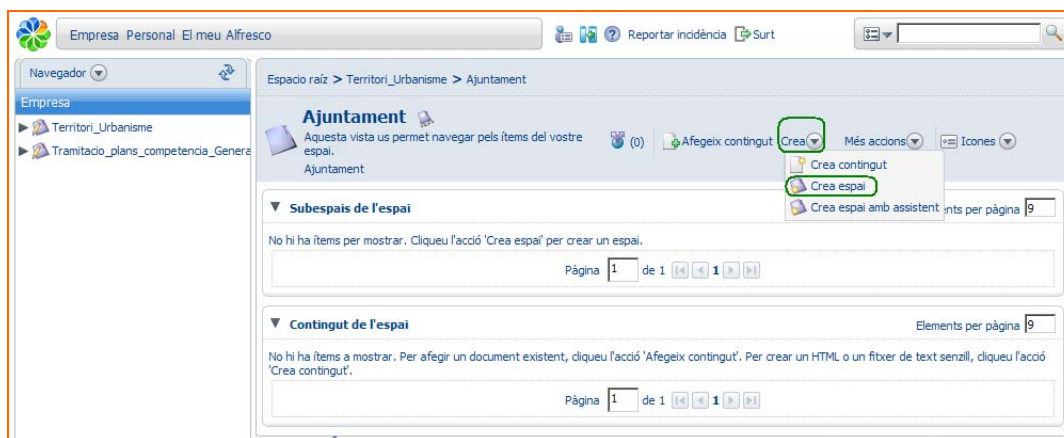 Empresa Personal El meu Alfresco
Reportar incidència Surt
Navegador
Empresa
Territori_Urbanisme
Tramitacio_plans_competencia_Genera
Espacio raíz > Territori_Urbanisme > Ajuntament
Ajuntament
Aquesta vista us permet navegar pels ítems del vostre
espai.
Ajuntament
(0) Afegeix contingut Crea Més accions Icones
Crea contingut
Crea espai
Crea espai amb assistent
Subespais de l'espai
nts per pàgina 9
No hi ha ítems per mostrar. Cliqueu l'acció 'Crea espai' per crear un espai.
Pàgina 1 de 1 1
Contingut de l'espai
Elements per pàgina 9
No hi ha ítems a mostrar. Per afegir un document existent, cliqueu l'acció 'Afegeix contingut'. Per crear un HTML o un fitxer de text senzill, cliqueu l'acció
'Crea contingut'.
Pàgina 1 de 1 1